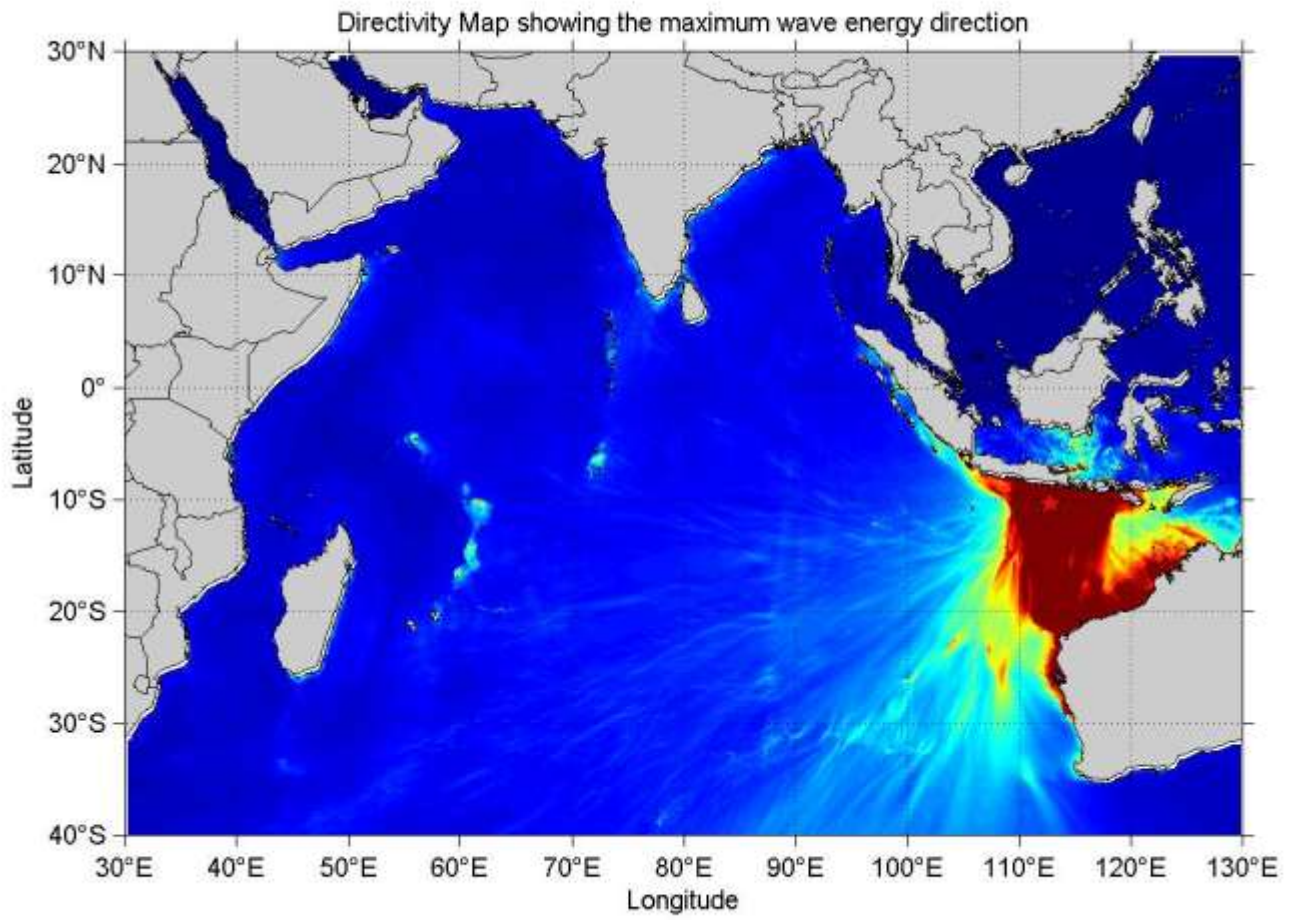 Directivity Map showing the maximum wave energy direction
30°N
20°N
10°N
0°
10°S
20°S
30°S
40°S
Latitude
30°E 40°E 50°E 60°E 70°E 80°E 90°E 100°E 110°E 120°E 130°E
Longitude